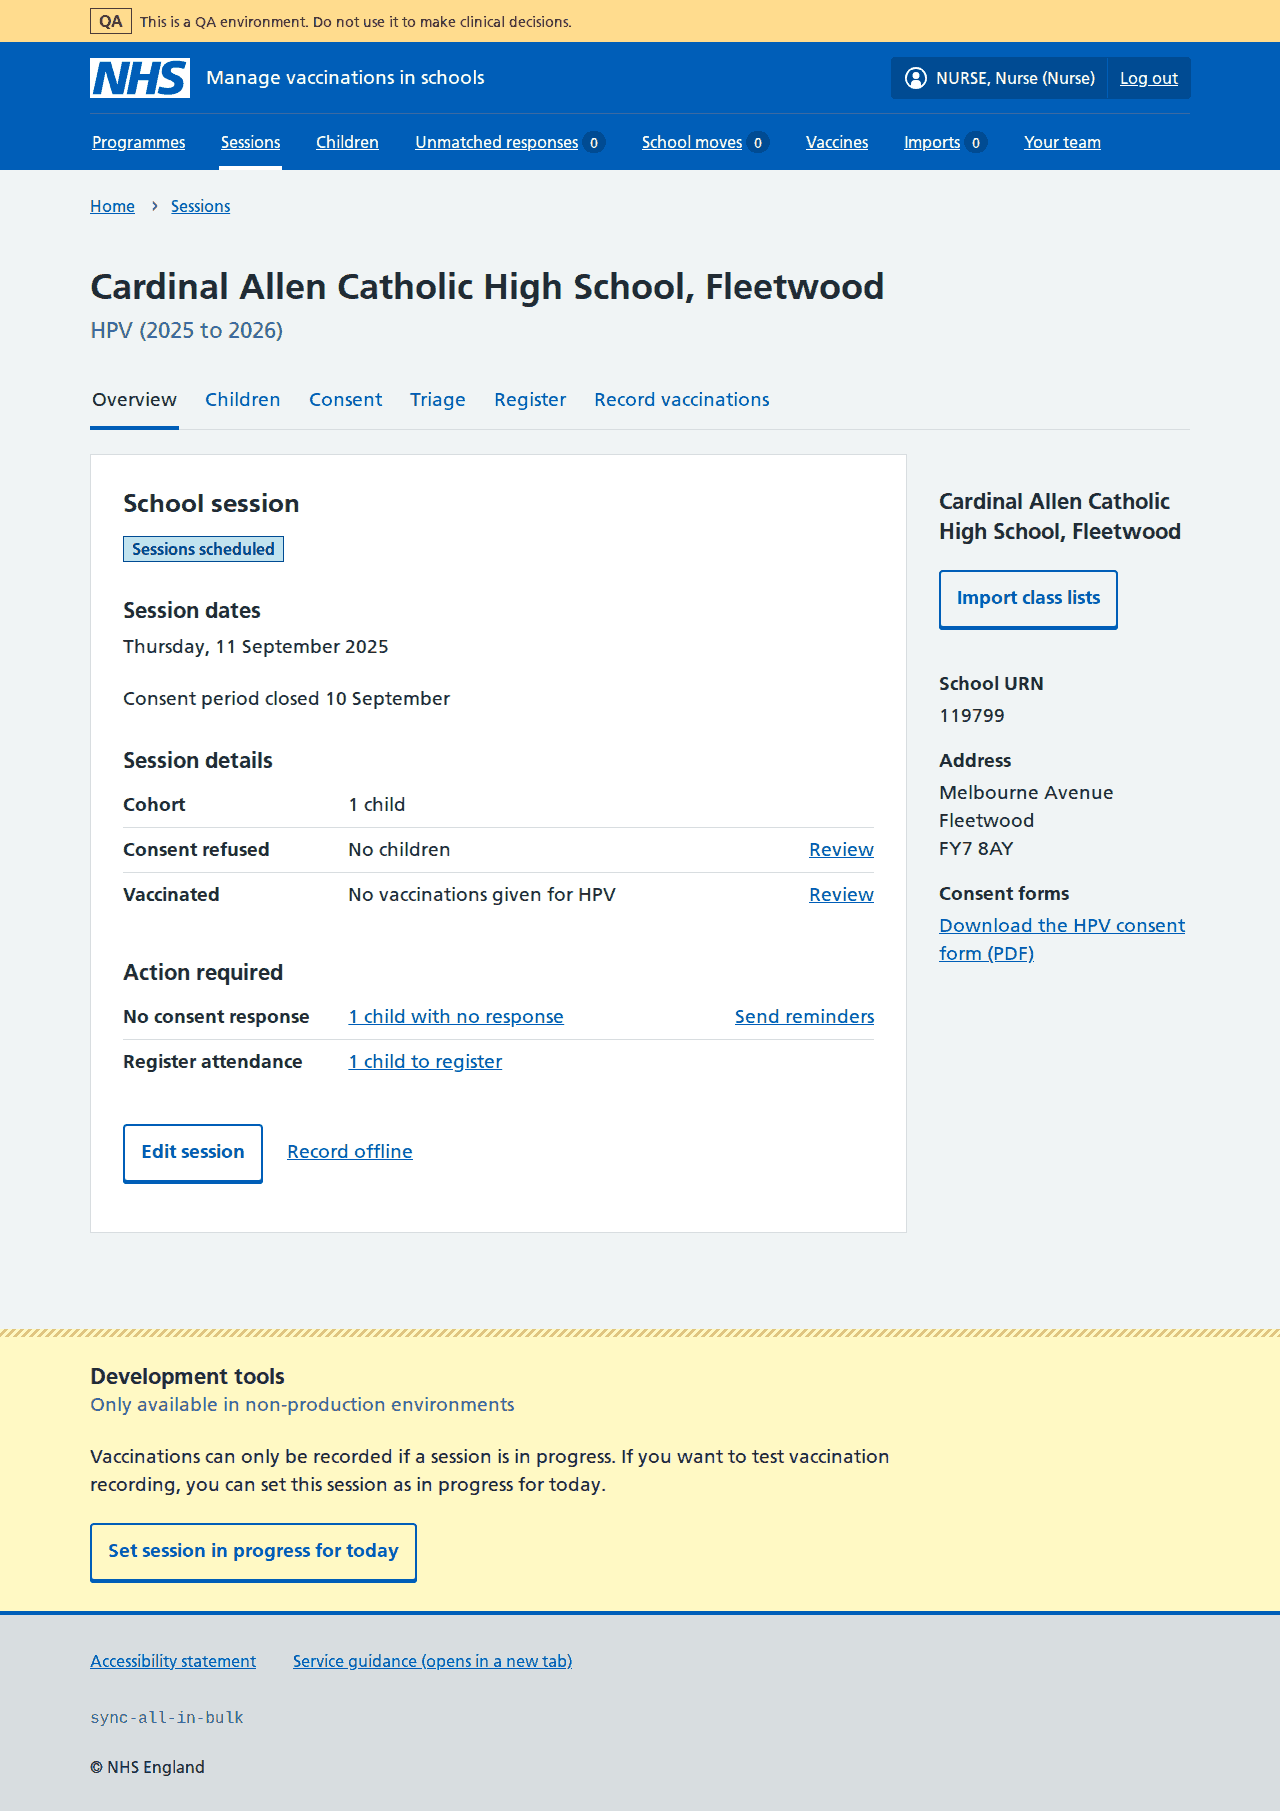 QA This is a QA environment. Do not use it to make clinical decisions.
NHS Manage vaccinations in schools NURSE, Nurse (Nurse) Log out
Programmes Sessions Children Unmatched responses 0 School moves 0 Vaccines Imports 0 Your team
Home › Sessions
Cardinal Allen Catholic High School, Fleetwood
HPV (2025 to 2026)
Overview Children Consent Triage Register Record vaccinations
School session
Sessions scheduled
Session dates
Thursday, 11 September 2025
Consent period closed 10 September
Session details
Cohort 1 child
Consent refused No children Review
Vaccinated No vaccinations given for HPV Review
Action required
No consent response 1 child with no response Send reminders
Register attendance 1 child to register
Edit session Record offline
Cardinal Allen Catholic
High School, Fleetwood
Import class lists
School URN
119799
Address
Melbourne Avenue
Fleetwood
FY7 8AY
Consent forms
Download the HPV consent
form (PDF)
Development tools
Only available in non-production environments
Vaccinations can only be recorded if a session is in progress. If you want to test vaccination
recording, you can set this session as in progress for today.
Set session in progress for today
Accessibility statement Service guidance (opens in a new tab)
sync-all-in-bulk
© NHS England